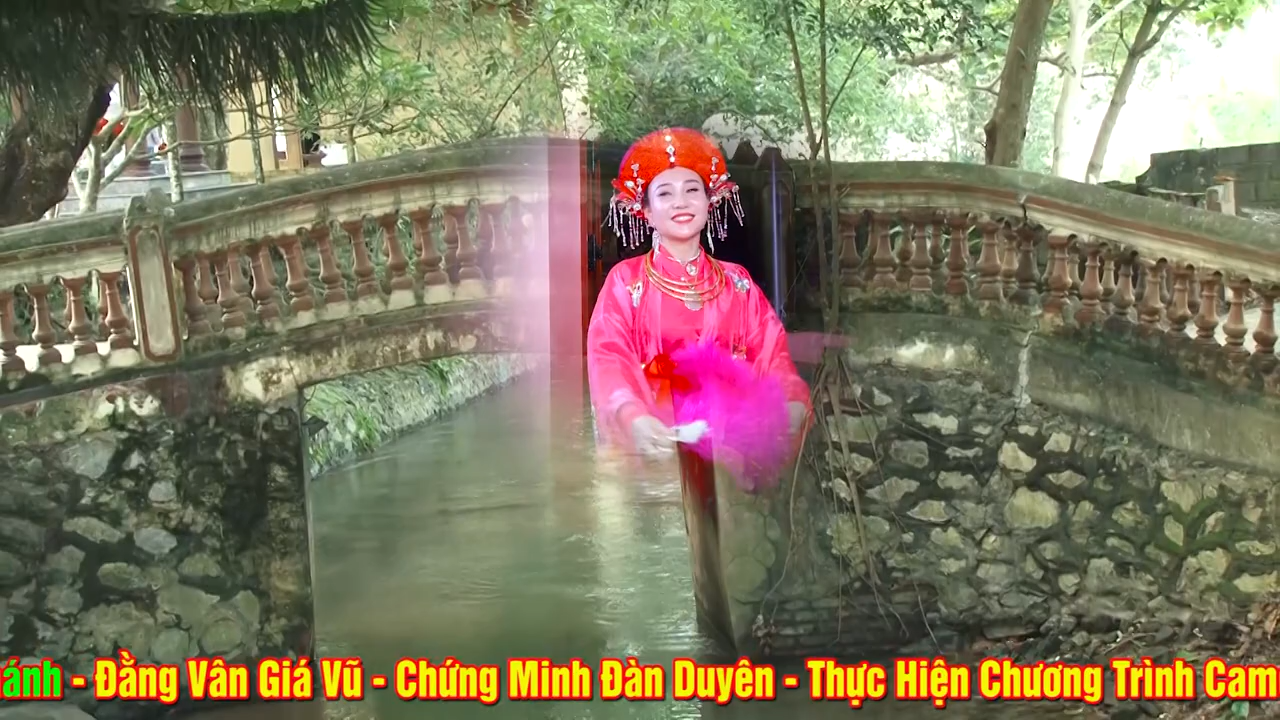 ánh - Đằng Vân Giá Vũ - Chứng Minh Đàn Duyên - Thực Hiện Chương Trình Cam